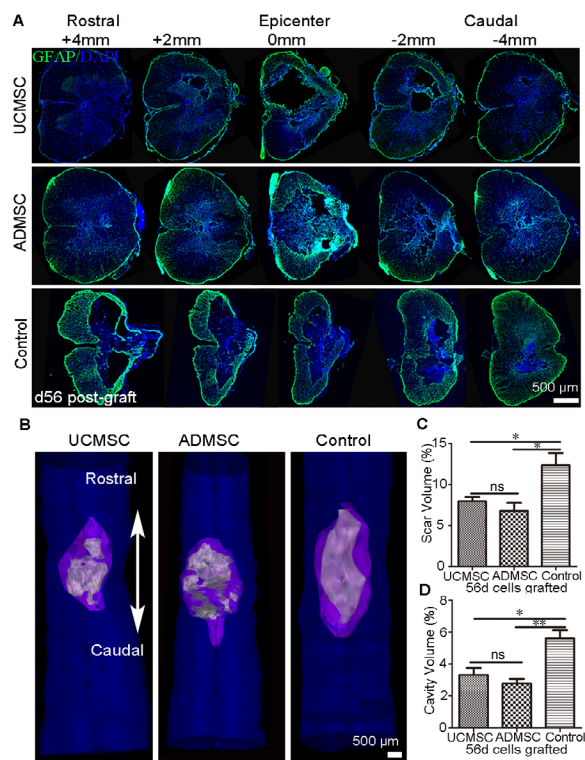 A
Rostral Epicenter Caudal
+4mm +2mm 0mm -2mm -4mm
GFAP/DAPI
UCMSC
ADMSC
Control
d56 post-graft
500 µm
B
UCMSC ADMSC Control
Rostral
Caudal
500 µm
C
Scar Volume (%)
15
10
5
0
*
*
ns
UCMSC ADMSC Control
56d cells grafted
D
Cavity Volume (%)
8
6
4
2
0
*
**
ns
UCMSC ADMSC Control
56d cells grafted